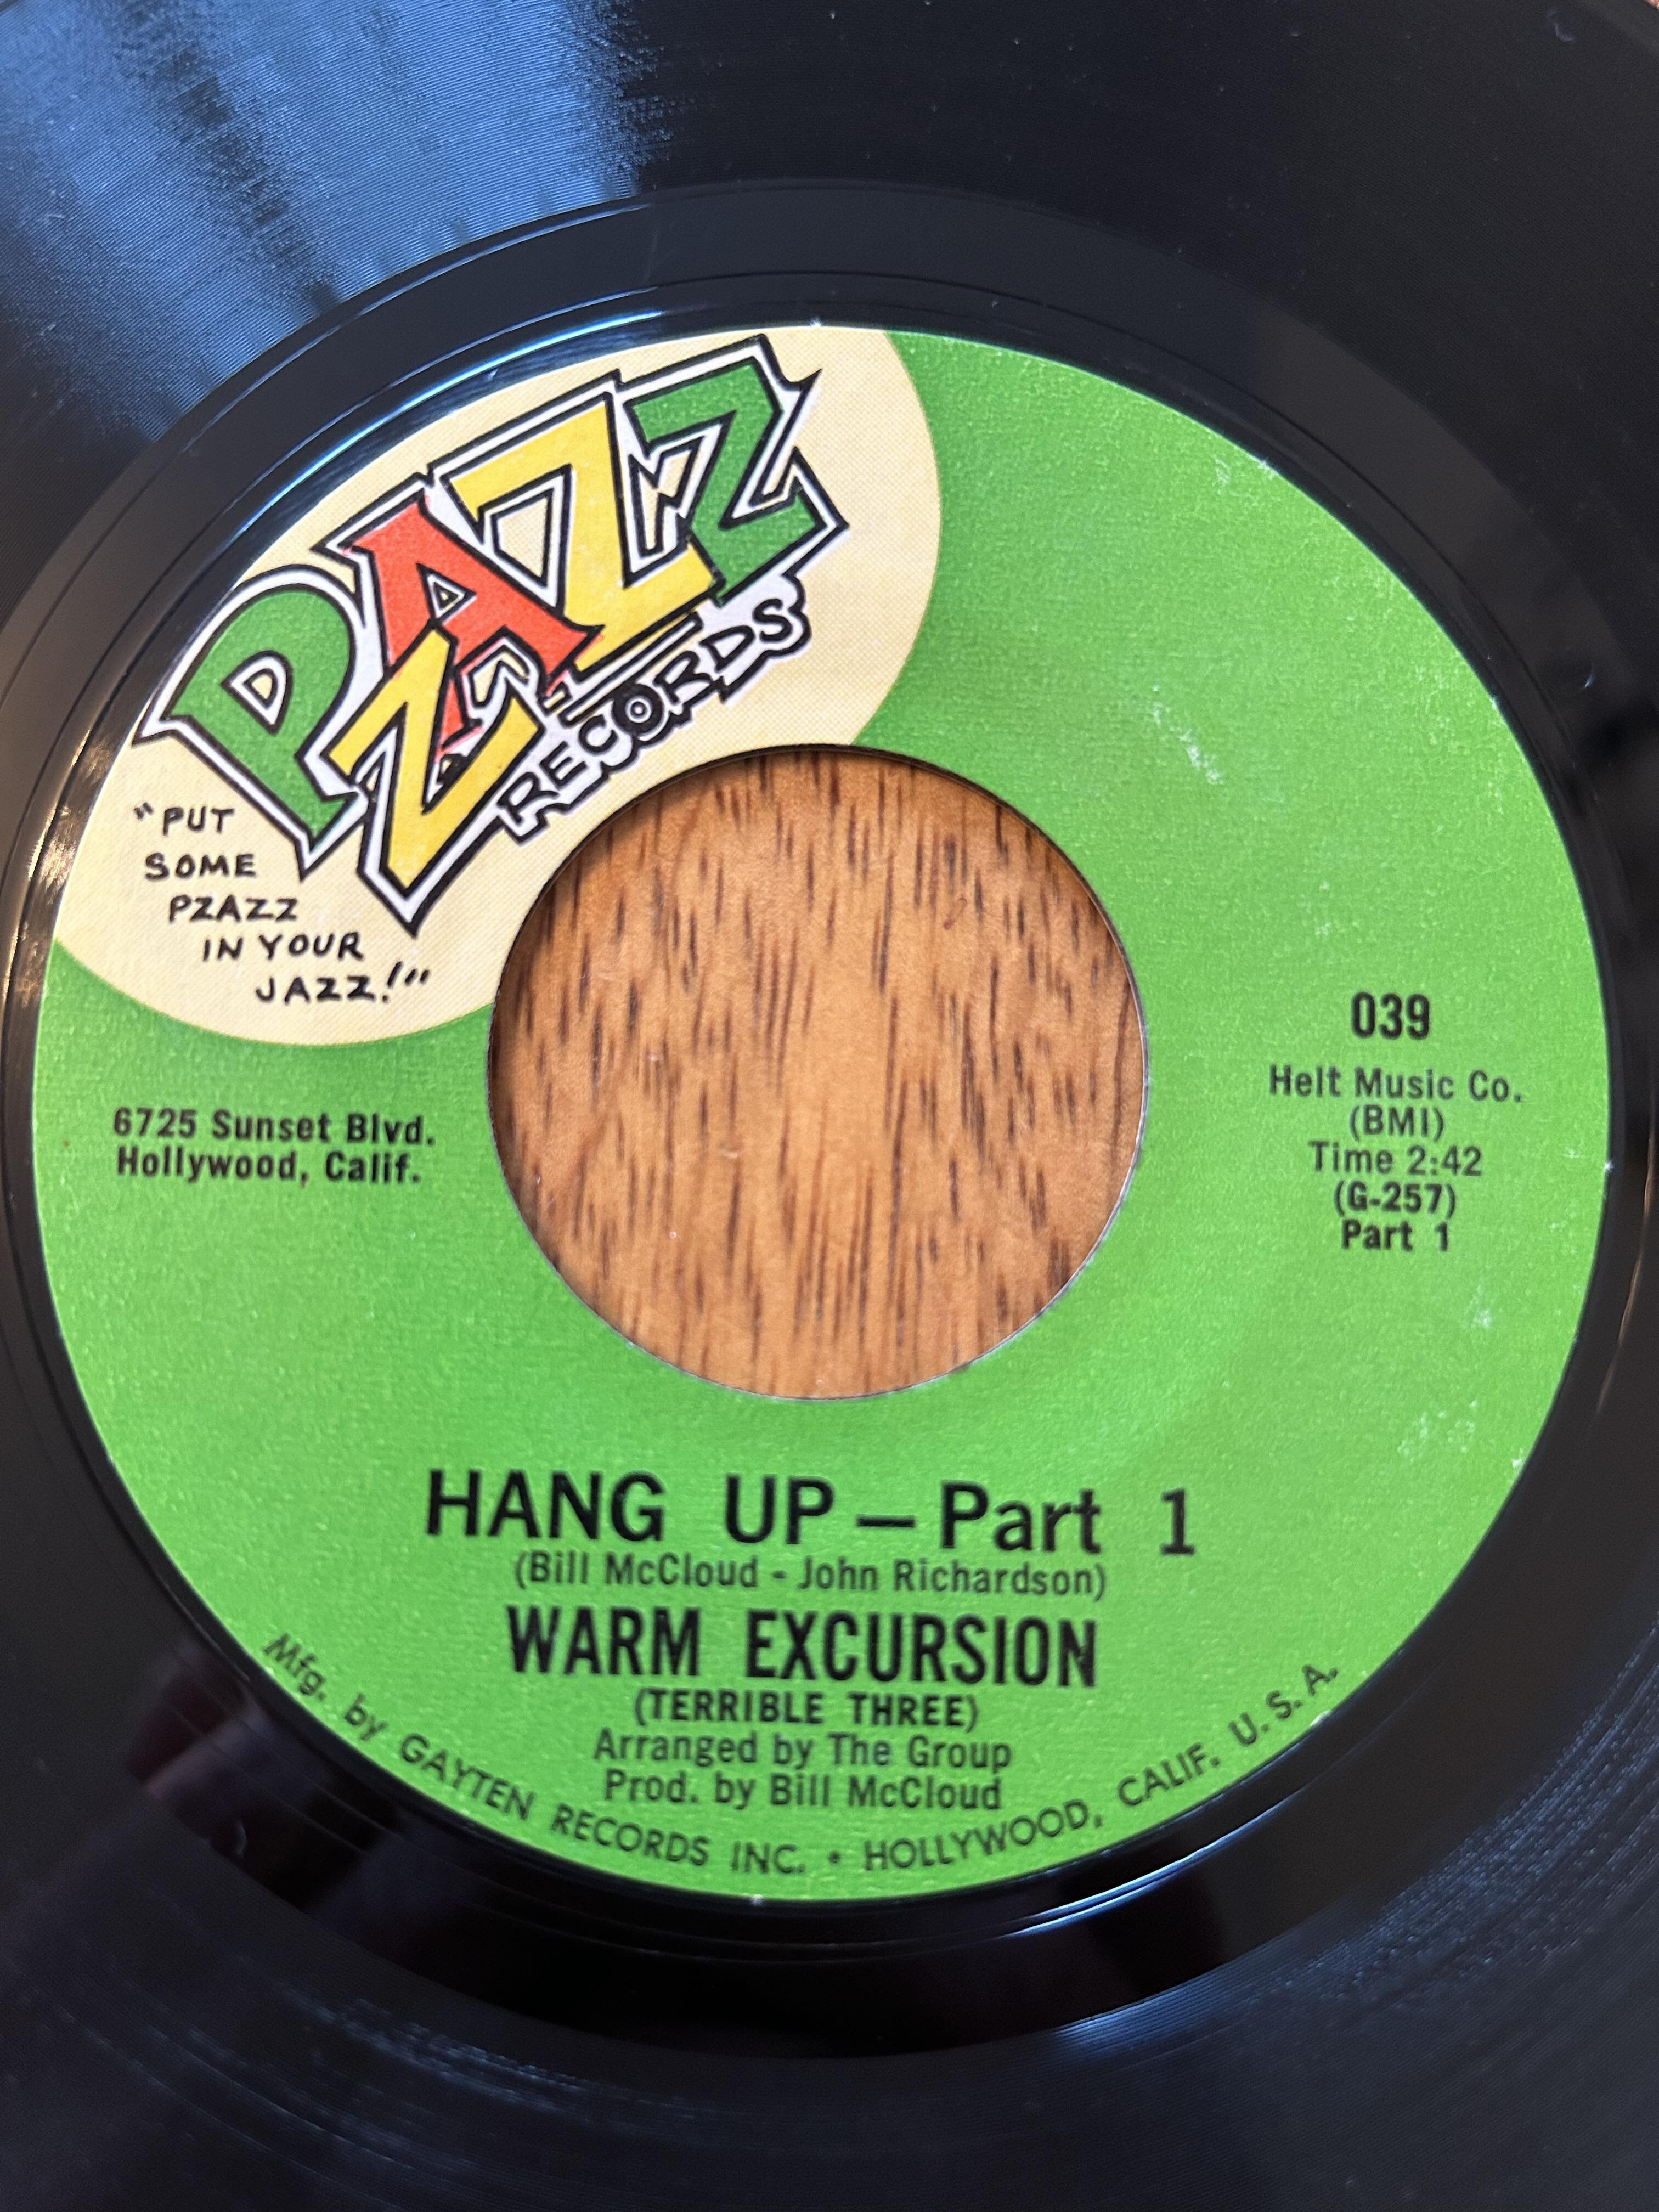 PZAZZ
RECORDS
"PUT
SOME
PZAZZ
IN YOUR
JAZZ!"
6725 Sunset Blvd.
Hollywood, Calif.
039
Helt Music Co.
(BMI)
Time 2:42
(G-257)
Part 1
HANG UP – Part 1
(Bill McCloud - John Richardson)
WARM EXCURSION
(TERRIBLE THREE)
Arranged by The Group
Prod. by Bill McCloud
Mfg. by GAYTEN RECORDS INC. • HOLLYWOOD, CALIF. U.S.A.